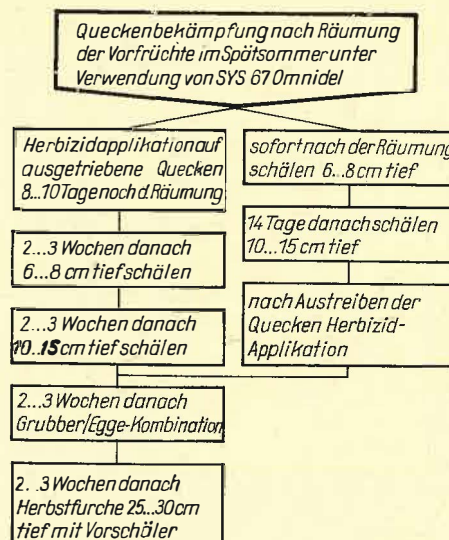 Queckenbekämpfung nach Räumung
der Vorfrüchte im Spätsommer unter
Verwendung von SYS 67 Omnidel
Herbizidapplikation auf
ausgetriebene Quecken
8...10 Tage noch d. Räumung
2...3 Wochen danach
6...8 cm tief schälen
2...3 Wochen danach
10...15 cm tief schälen
sofort nach der Räumung
schälen 6...8 cm tief
14 Tage danach schälen
10...15 cm tief
nach Austreiben der
Quecken Herbizid-
Applikation
2...3 Wochen danach
Grubber/Egge-Kombination
2...3 Wochen danach
Herbstfurche 25...30 cm
tief mit Vorschäler